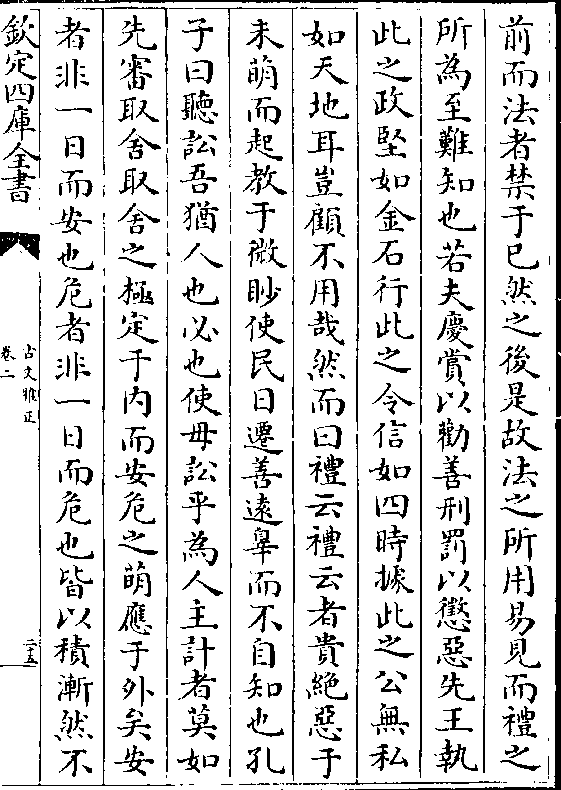 前而法者禁于已然之後是故法之所用易見而禮之
所為至難知也若夫慶賞以勸善刑罰以懲惡先王執
此之政堅如金石行此之令信如四時據此之公無私
如天地耳豈顧不用哉然而曰禮云禮云者貴絕惡于
未萌而起教于微眇使民日遷善遠辠而不自知也孔
子曰聽訟吾猶人也必也使毋訟乎為人主計者莫如
先審取舍取舍之極定于内而安危之萌應于外矣安
者非一日而安也危者非一日而危也皆以積漸然不
欽定四庫全書
古文雅正
卷二
二十五